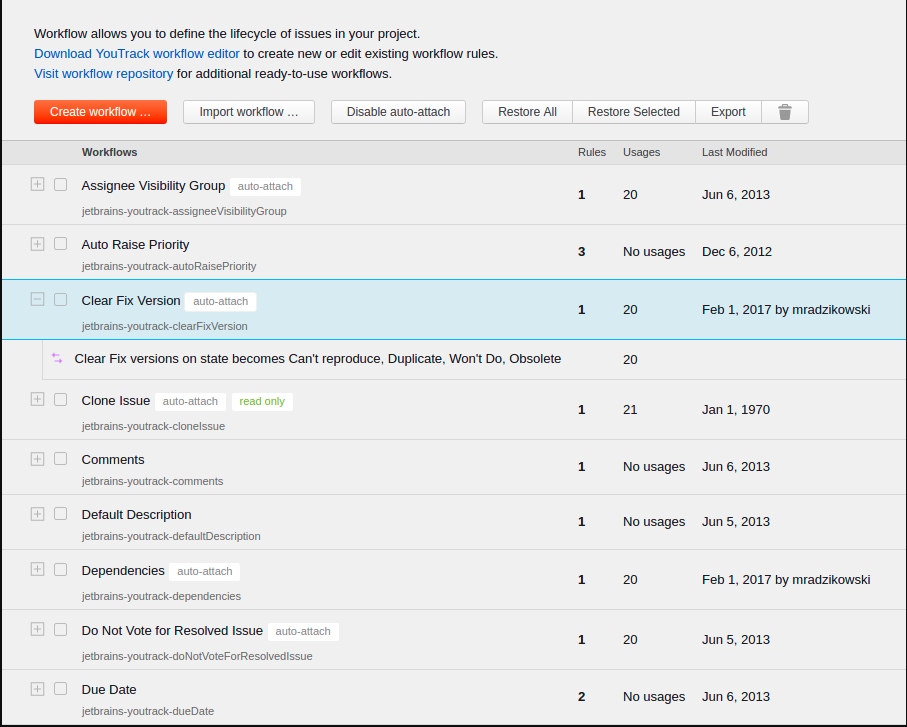 Workflow allows you to define the lifecycle of issues in your project.
Download YouTrack workflow editor to create new or edit existing workflow rules.
Visit workflow repository for additional ready-to-use workflows.
Create workflow ... Import workflow ... Disable auto-attach Restore All Restore Selected Export
Workflows Rules Usages Last Modified
Assignee Visibility Group auto-attach 1 20 Jun 6, 2013
jetbrains-youtrack-assigneeVisibilityGroup
Auto Raise Priority 3 No usages Dec 6, 2012
jetbrains-youtrack-autoRaisePriority
Clear Fix Version auto-attach 1 20 Feb 1, 2017 by mradzikowski
jetbrains-youtrack-clearFixVersion
Clear Fix versions on state becomes Can't reproduce, Duplicate, Won't Do, Obsolete 20
Clone Issue auto-attach read only 1 21 Jan 1, 1970
jetbrains-youtrack-cloneIssue
Comments 1 No usages Jun 6, 2013
jetbrains-youtrack-comments
Default Description 1 No usages Jun 5, 2013
jetbrains-youtrack-defaultDescription
Dependencies auto-attach 1 20 Feb 1, 2017 by mradzikowski
jetbrains-youtrack-dependencies
Do Not Vote for Resolved Issue auto-attach 1 20 Jun 5, 2013
jetbrains-youtrack-doNotVoteForResolvedIssue
Due Date 2 No usages Jun 6, 2013
jetbrains-youtrack-dueDate